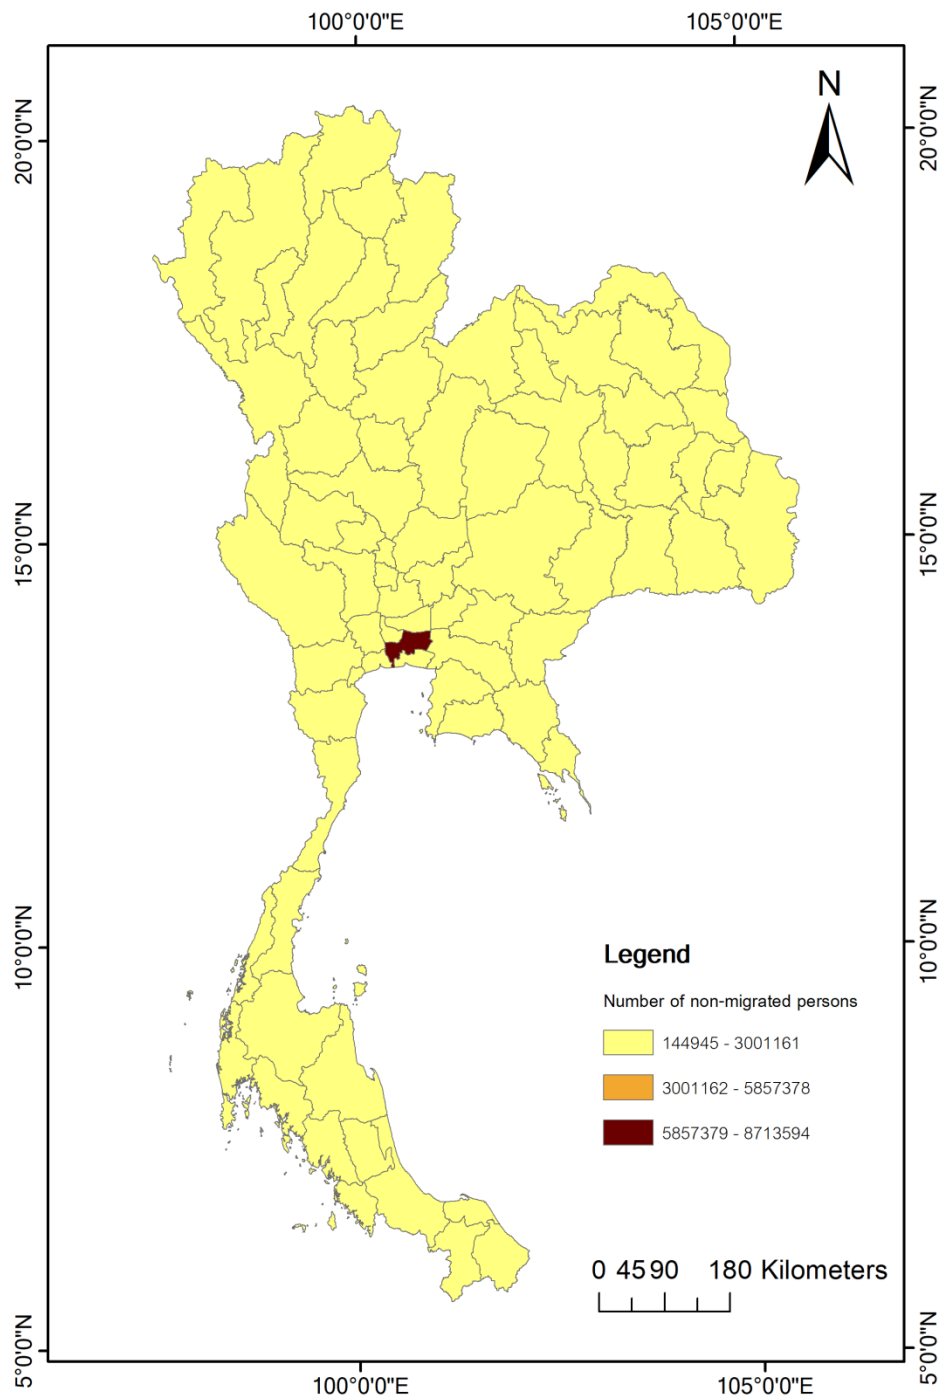 100°0'0"E 105°0'0"E
N
20°0'0"N 20°0'0"N
15°0'0"N 15°0'0"N
10°0'0"N 10°0'0"N
Legend
Number of non-migrated persons
144945 - 3001161
3001162 - 5857378
5857379 - 8713594
0 45 90 180 Kilometers
5°0'0"N 5°0'0"N
100°0'0"E 105°0'0"E